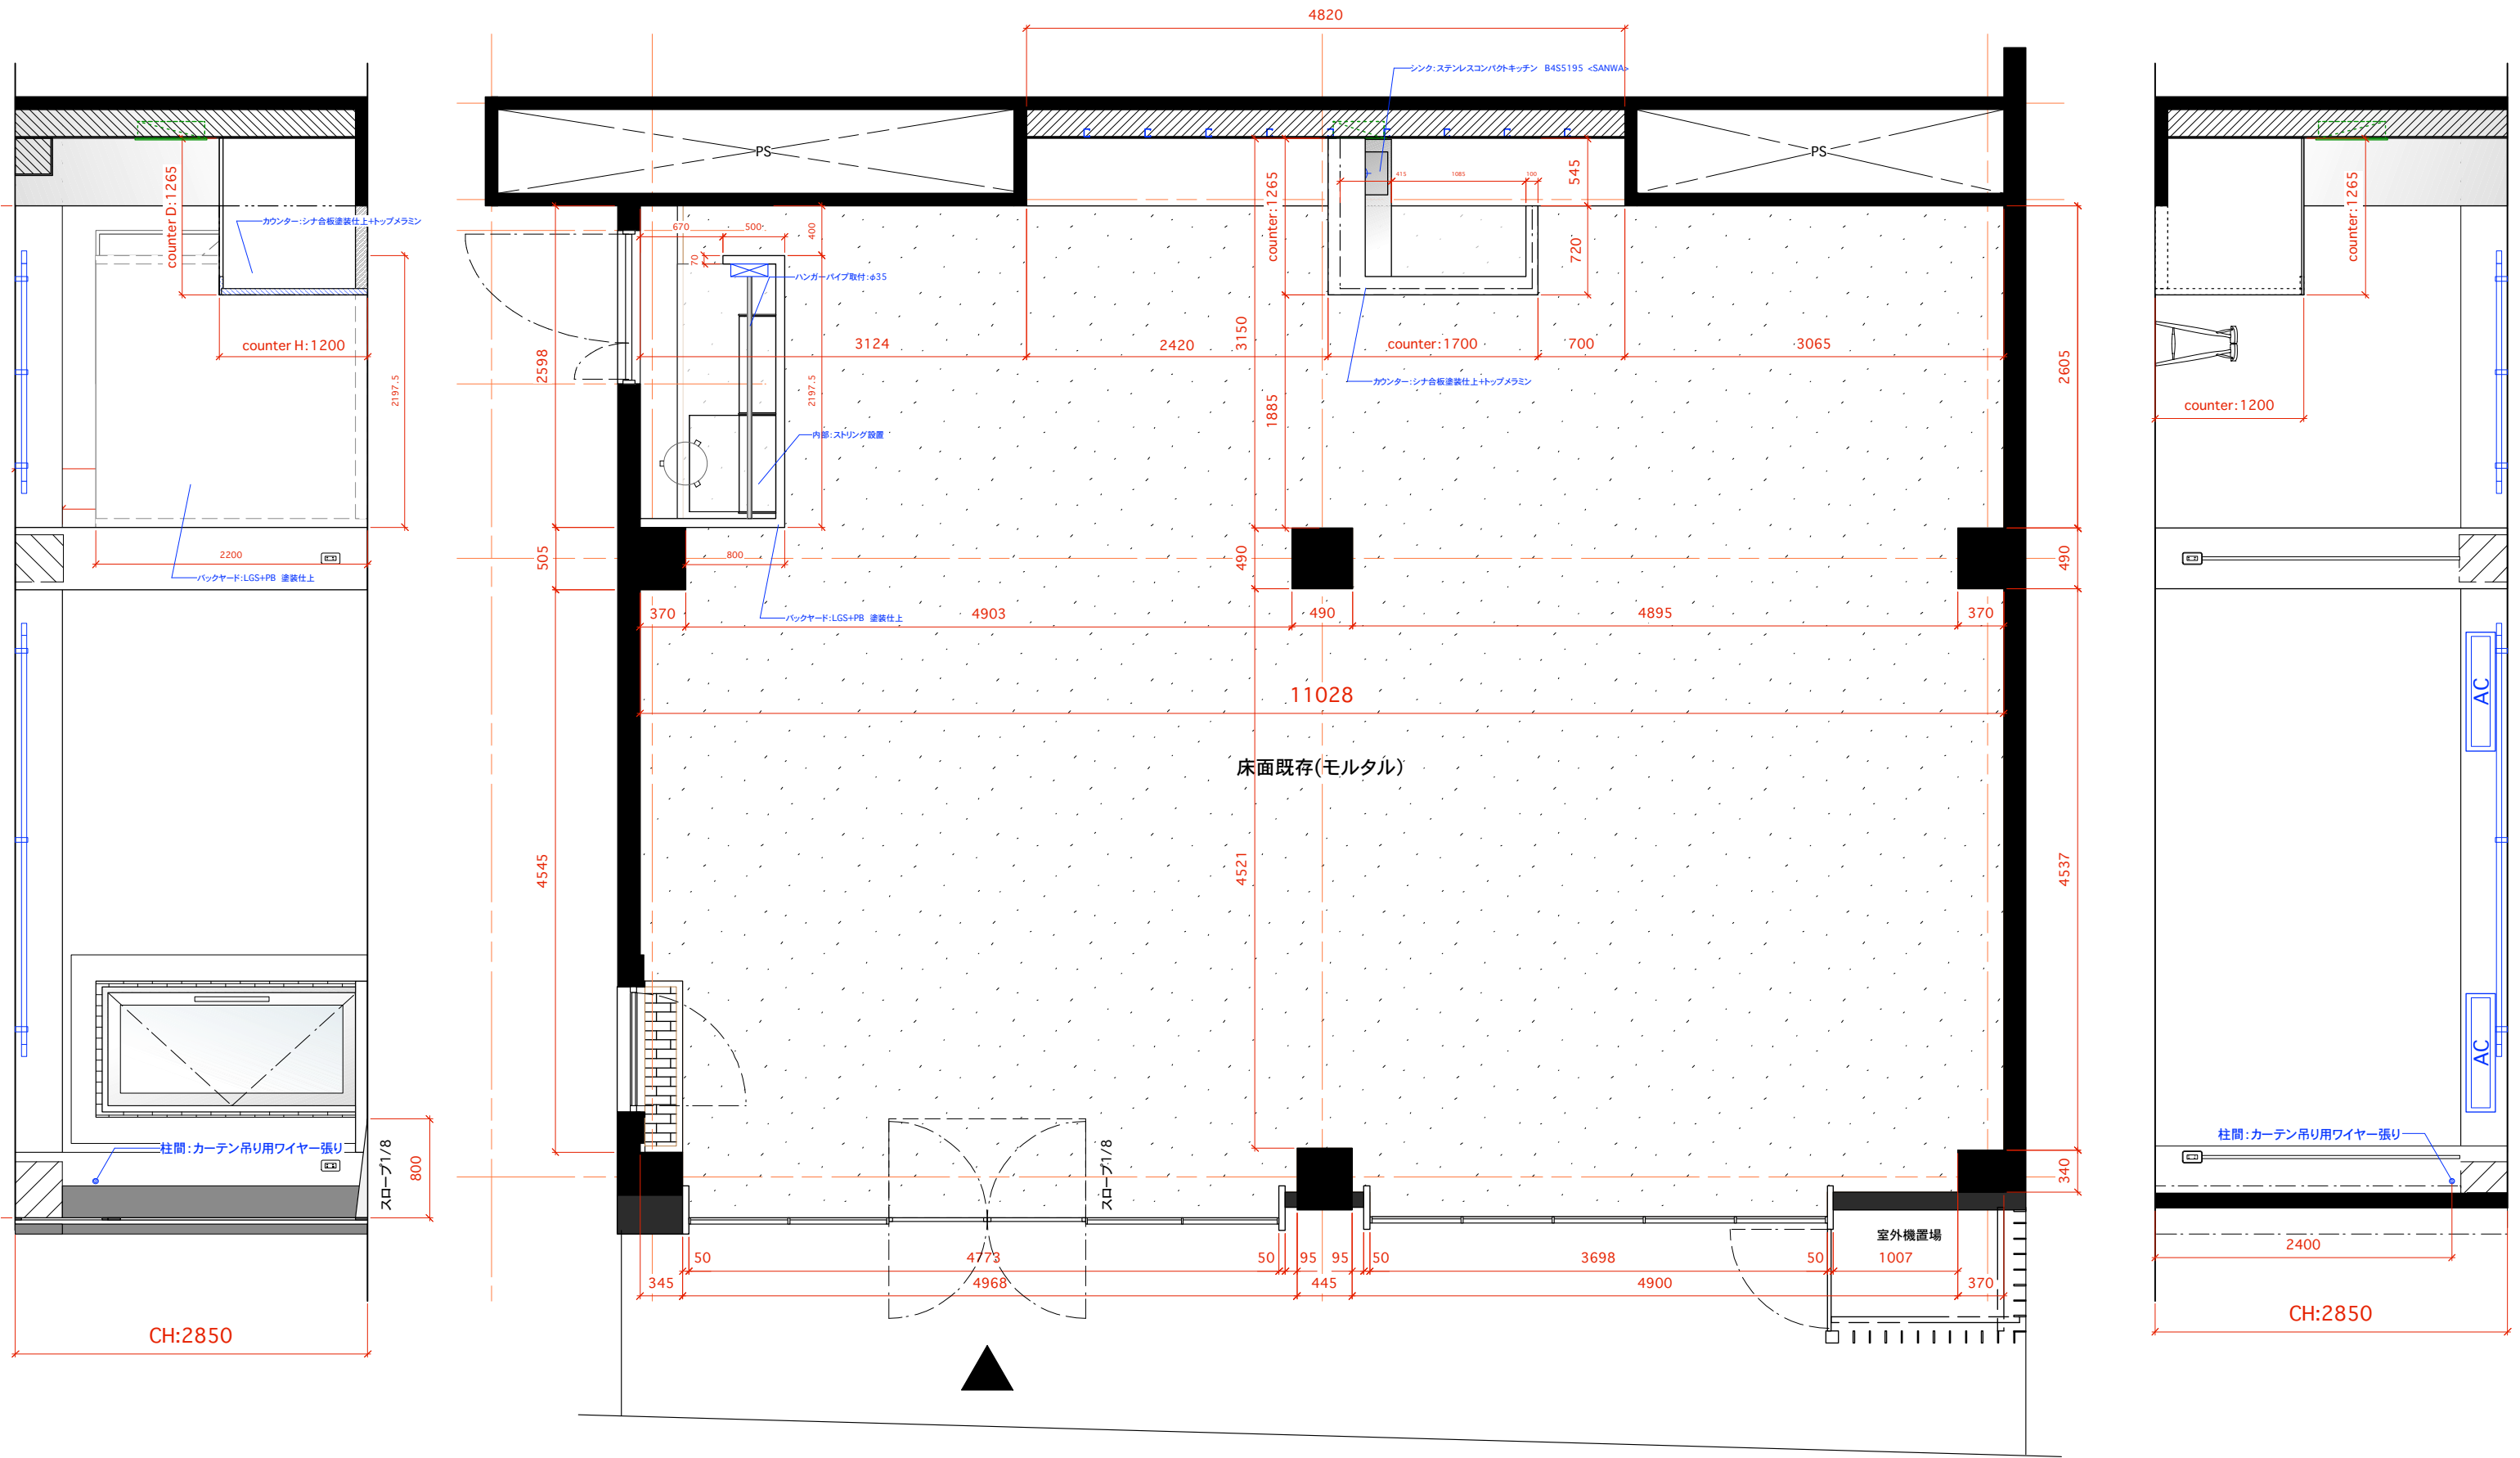 counter D:1265
カウンター:シナ合板塗装仕上+トップメラミン
counter H:1200
2197.5
2200
バックヤード:LGS+PB 塗装仕上
柱間:カーテン吊り用ワイヤー張り
スロープ1/8
800
CH:2850
4820
シンク:ステンレスコンパクトキッチン B4SS195 <SANWA>
PS
PS
670
500
400
70
ハンガーパイプ取付:φ35
415
1085
100
545
counter:1265
720
2598
3124
2420
3150
counter:1700
700
3065
2605
カウンター:シナ合板塗装仕上+トップメラミン
2197.5
1885
内部:ストリング設置
505
800
490
490
370
4903
490
4895
370
バックヤード:LGS+PB 塗装仕上
11028
床面既存(モルタル)
4545
4521
4537
スロープ1/8
340
室外機置場
50
4773
50
95
95
50
3698
50
1007
345
4968
445
4900
370
counter:1265
counter:1200
AC
AC
柱間:カーテン吊り用ワイヤー張り
2400
CH:2850